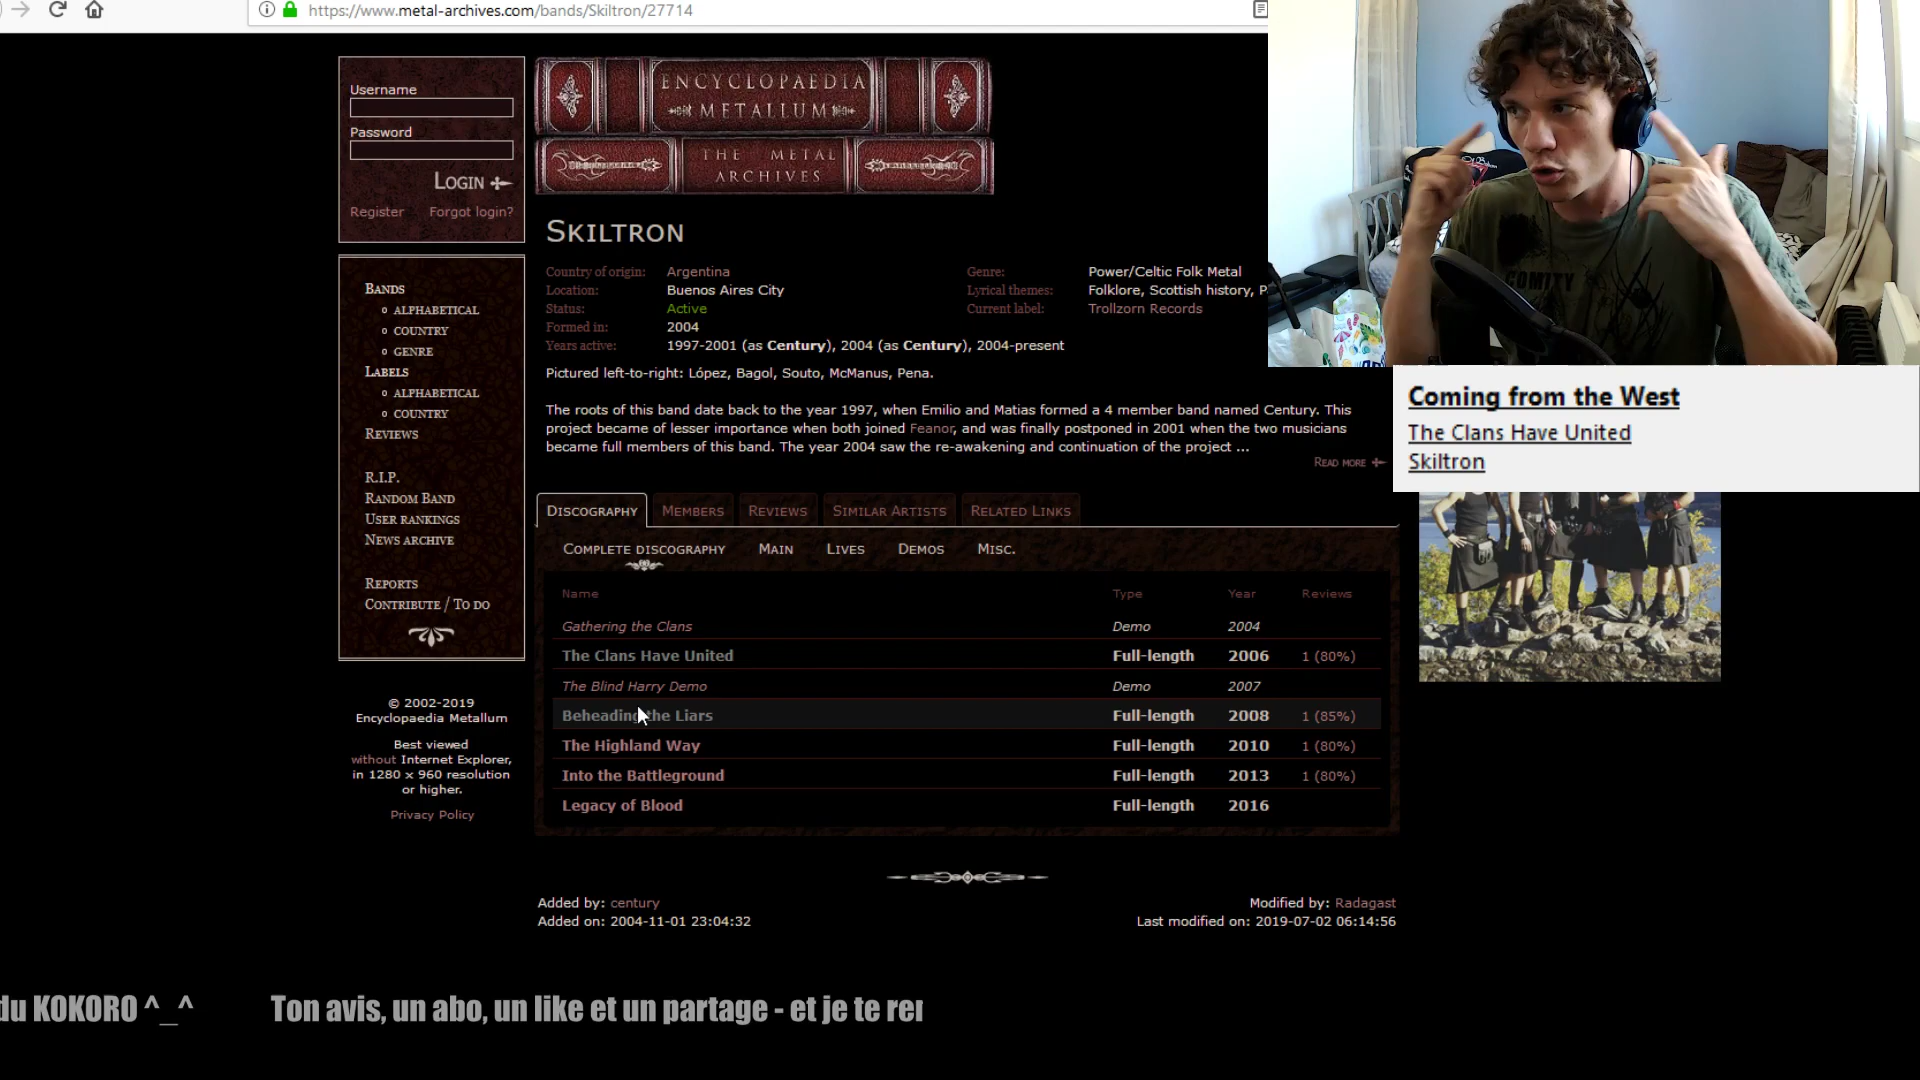 https://www.metal-archives.com/bands/Skiltron/27714
Username
Password
LOGIN
Register Forgot login?
BANDS
ALPHABETICAL
COUNTRY
GENRE
LABELS
ALPHABETICAL
COUNTRY
REVIEWS
R.I.P.
RANDOM BAND
USER RANKINGS
NEWS ARCHIVE
REPORTS
CONTRIBUTE / TO DO
© 2002-2019
Encyclopaedia Metallum
Best viewed
without Internet Explorer,
in 1280 x 960 resolution
or higher.
Privacy Policy
ENCYCLOPAEDIA
METALLUM
THE METAL
ARCHIVES
SKILTRON
Country of origin: Argentina
Location: Buenos Aires City
Status: Active
Formed in: 2004
Years active: 1997-2001 (as Century), 2004 (as Century), 2004-present
Genre: Power/Celtic Folk Metal
Lyrical themes: Folklore, Scottish history, P
Current label: Trollzorn Records
Pictured left-to-right: López, Bagol, Souto, McManus, Pena.
The roots of this band date back to the year 1997, when Emilio and Matias formed a 4 member band named Century. This
project became of lesser importance when both joined Feanor, and was finally postponed in 2001 when the two musicians
became full members of this band. The year 2004 saw the re-awakening and continuation of the project ...
READ MORE
DISCOGRAPHY MEMBERS REVIEWS SIMILAR ARTISTS RELATED LINKS
COMPLETE DISCOGRAPHY MAIN LIVES DEMOS MISC.
Name Type Year Reviews
Gathering the Clans Demo 2004
The Clans Have United Full-length 2006 1 (80%)
The Blind Harry Demo Demo 2007
Beheading the Liars Full-length 2008 1 (85%)
The Highland Way Full-length 2010 1 (80%)
Into the Battleground Full-length 2013 1 (80%)
Legacy of Blood Full-length 2016
Added by: century
Added on: 2004-11-01 23:04:32
Modified by: Radagast
Last modified on: 2019-07-02 06:14:56
COMITY
Coming from the West
The Clans Have United
Skiltron
du KOKORO ^_^ Ton avis, un abo, un like et un partage - et je te rer